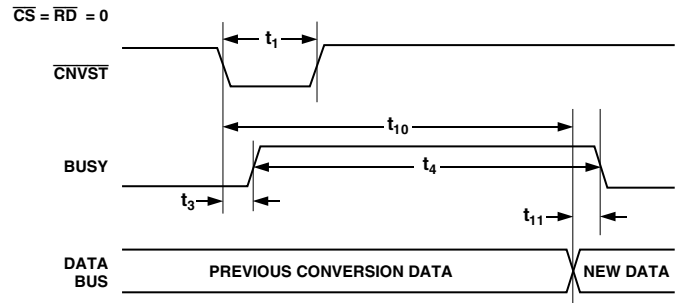 CS = RD = 0
t1
CNVST
t10
BUSY
t4
t3
t11
DATA
BUS
PREVIOUS CONVERSION DATA
NEW DATA